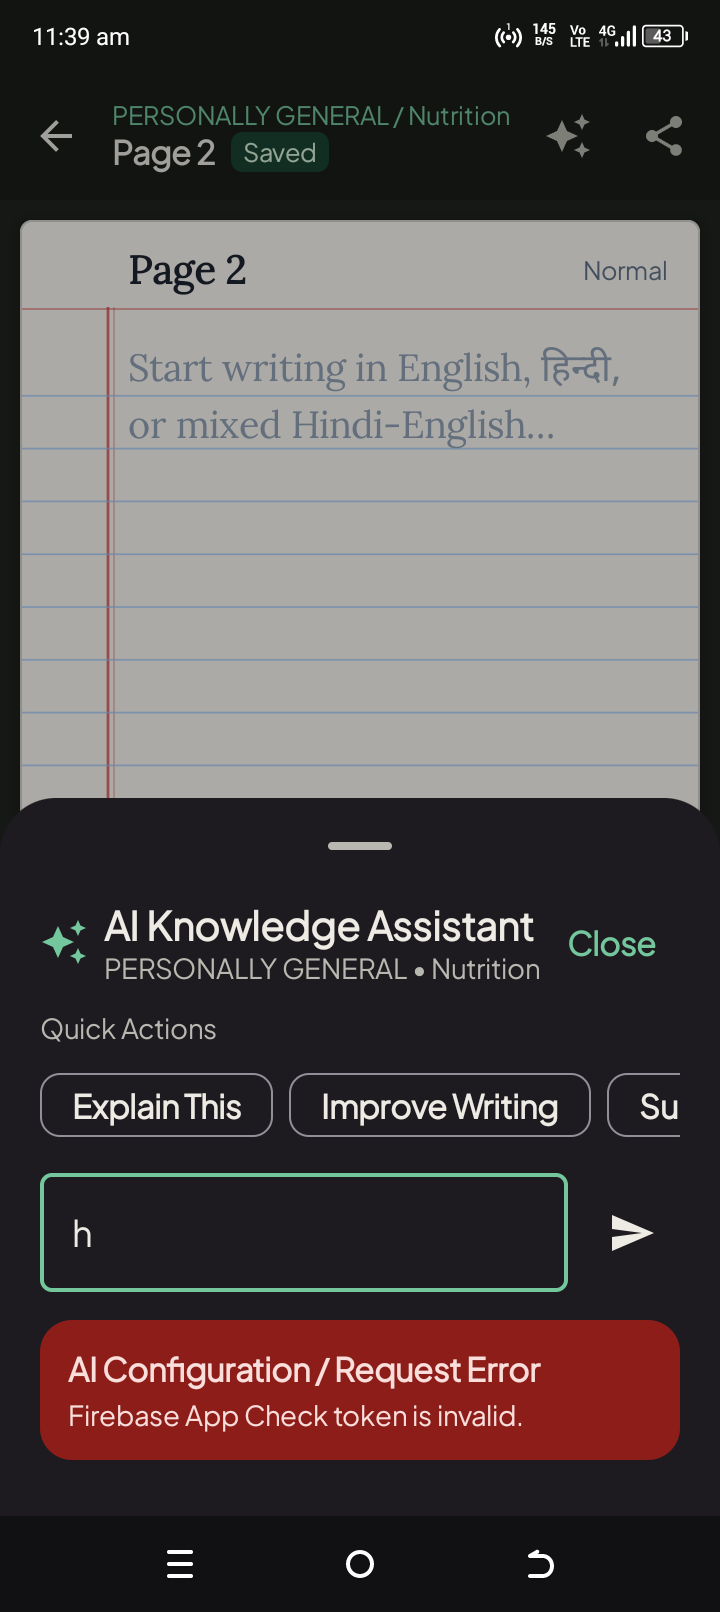 11:39 am
1
145
B/S
Vo
LTE
4G
43
PERSONALLY GENERAL / Nutrition
Page 2 Saved
Page 2
Normal
Start writing in English, हिन्दी,
or mixed Hindi-English...
AI Knowledge Assistant
PERSONALLY GENERAL • Nutrition
Close
Quick Actions
Explain This
Improve Writing
Su
h
AI Configuration / Request Error
Firebase App Check token is invalid.